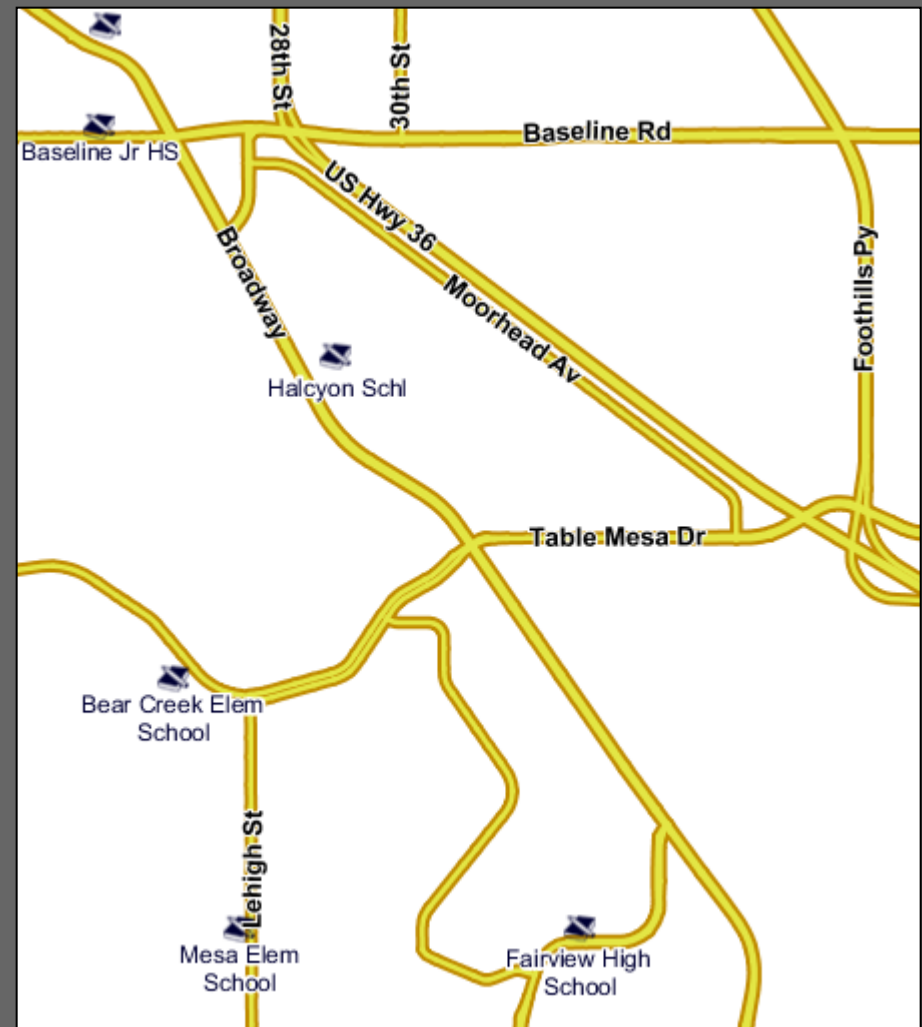 28th St
30th St
Baseline Rd
Baseline Jr HS
US Hwy 36
Broadway
Foothills Py
Moorhead Av
Halcyon Schl
Table Mesa Dr
Bear Creek Elem
School
Lehigh St
Mesa Elem
School
Fairview High
School